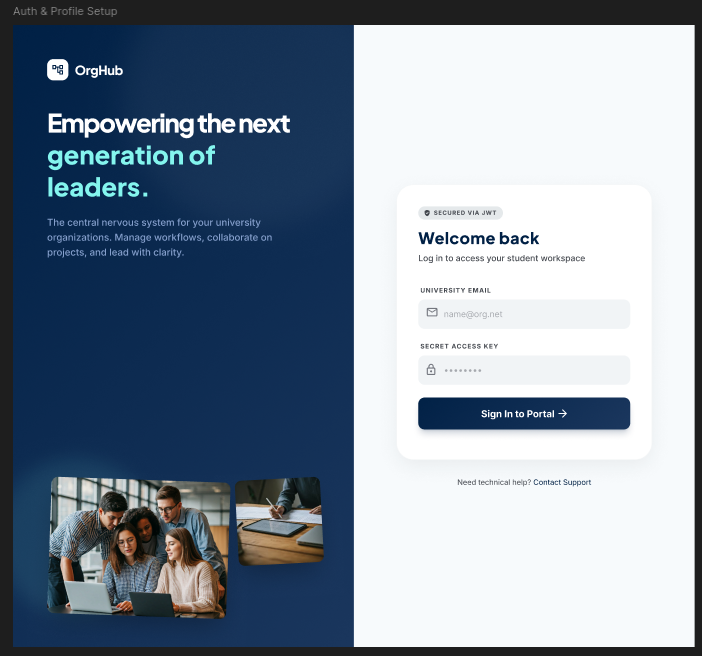 Auth & Profile Setup
OrgHub
Empowering the next
generation of
leaders.
The central nervous system for your university
organizations. Manage workflows, collaborate on
projects, and lead with clarity.
SECURED VIA JWT
Welcome back
Log in to access your student workspace
UNIVERSITY EMAIL
name@org.net
SECRET ACCESS KEY
••••••••
Sign In to Portal →
Need technical help? Contact Support